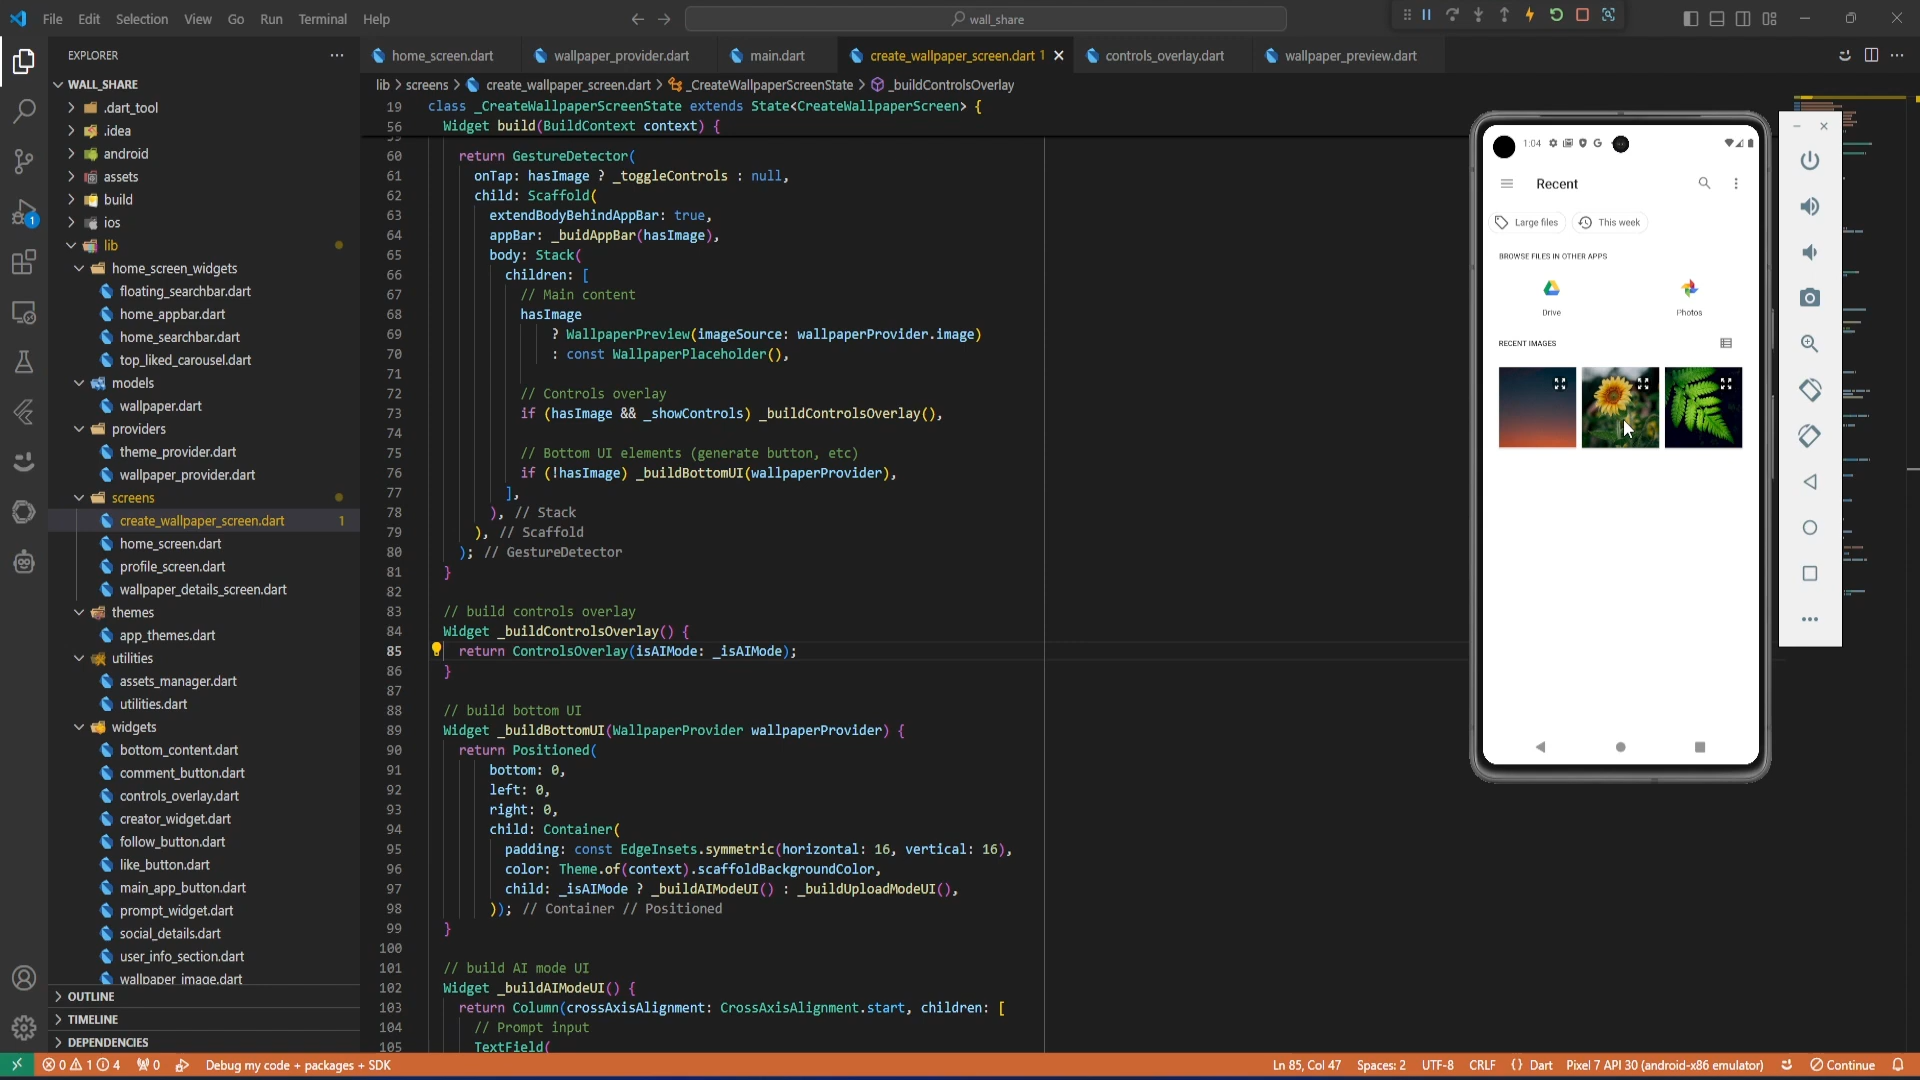 File Edit Selection View Go Run Terminal Help
wall_share
EXPLORER
home_screen.dart
wallpaper_provider.dart
main.dart
create_wallpaper_screen.dart 1
controls_overlay.dart
wallpaper_preview.dart
lib > screens > create_wallpaper_screen.dart > _CreateWallpaperScreenState > _buildControlsOverlay
WALL_SHARE
.dart_tool
.idea
android
assets
build
1
ios
lib
home_screen_widgets
floating_searchbar.dart
home_appbar.dart
home_searchbar.dart
top_liked_carousel.dart
models
wallpaper.dart
providers
theme_provider.dart
wallpaper_provider.dart
screens
create_wallpaper_screen.dart 1
home_screen.dart
profile_screen.dart
wallpaper_details_screen.dart
themes
app_themes.dart
utilities
assets_manager.dart
utilities.dart
widgets
bottom_content.dart
comment_button.dart
controls_overlay.dart
creator_widget.dart
follow_button.dart
like_button.dart
main_app_button.dart
prompt_widget.dart
social_details.dart
user_info_section.dart
wallpaper_image.dart
OUTLINE
TIMELINE
DEPENDENCIES
19 class _CreateWallpaperScreenState extends State<CreateWallpaperScreen> {
56 Widget build(BuildContext context) {
60 return GestureDetector(
61 onTap: hasImage ? _toggleControls : null,
62 child: Scaffold(
63 extendBodyBehindAppBar: true,
64 appBar: _buidAppBar(hasImage),
65 body: Stack(
66 children: [
67 // Main content
68 hasImage
69 ? WallpaperPreview(imageSource: wallpaperProvider.image)
70 : const WallpaperPlaceholder(),
71
72 // Controls overlay
73 if (hasImage && _showControls) _buildControlsOverlay(),
74
75 // Bottom UI elements (generate button, etc)
76 if (!hasImage) _buildBottomUI(wallpaperProvider),
77 ],
78 ), // Stack
79 ), // Scaffold
80 ); // GestureDetector
81 }
82
83 // build controls overlay
84 Widget _buildControlsOverlay() {
85 return ControlsOverlay(isAIMode: _isAIMode);
86 }
87
88 // build bottom UI
89 Widget _buildBottomUI(WallpaperProvider wallpaperProvider) {
90 return Positioned(
91 bottom: 0,
92 left: 0,
93 right: 0,
94 child: Container(
95 padding: const EdgeInsets.symmetric(horizontal: 16, vertical: 16),
96 color: Theme.of(context).scaffoldBackgroundColor,
97 child: _isAIMode ? _buildAIModeUI() : _buildUploadModeUI(),
98 )); // Container // Positioned
99 }
100
101 // build AI mode UI
102 Widget _buildAIModeUI() {
103 return Column(crossAxisAlignment: CrossAxisAlignment.start, children: [
104 // Prompt input
105 TextField(
1:04
Recent
Large files
This week
BROWSE FILES IN OTHER APPS
Drive
Photos
RECENT IMAGES
0 1 4 0 Debug my code + packages + SDK
Ln 85, Col 47 Spaces: 2 UTF-8 CRLF {} Dart Pixel 7 API 30 (android-x86 emulator) Continue